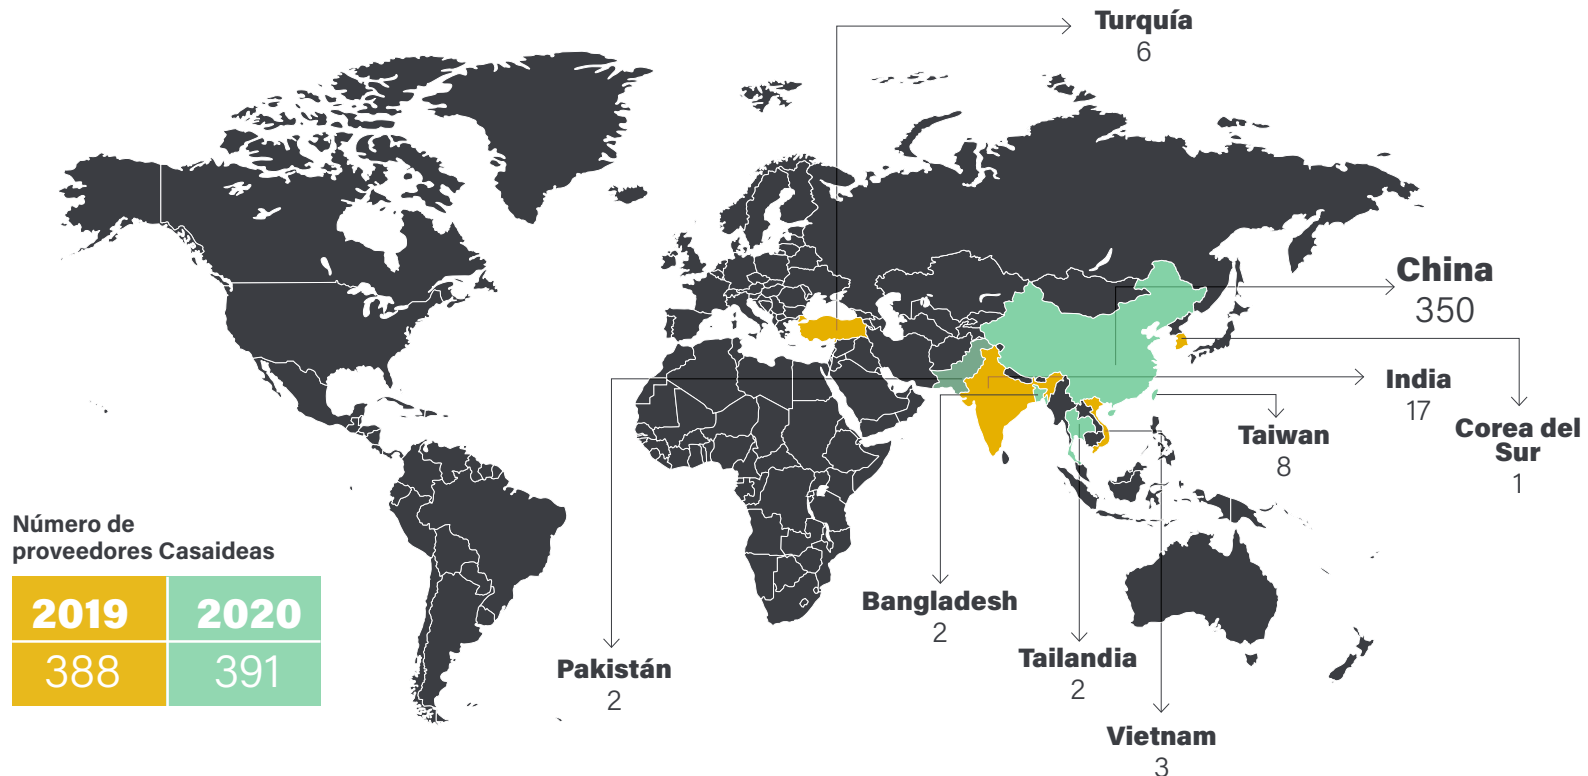 Turquía
6
China
350
India
17
Corea del
Sur
1
Taiwan
8
Número de
proveedores Casaideas
2019
2020
388
391
Bangladesh
2
Pakistán
2
Tailandia
2
Vietnam
3